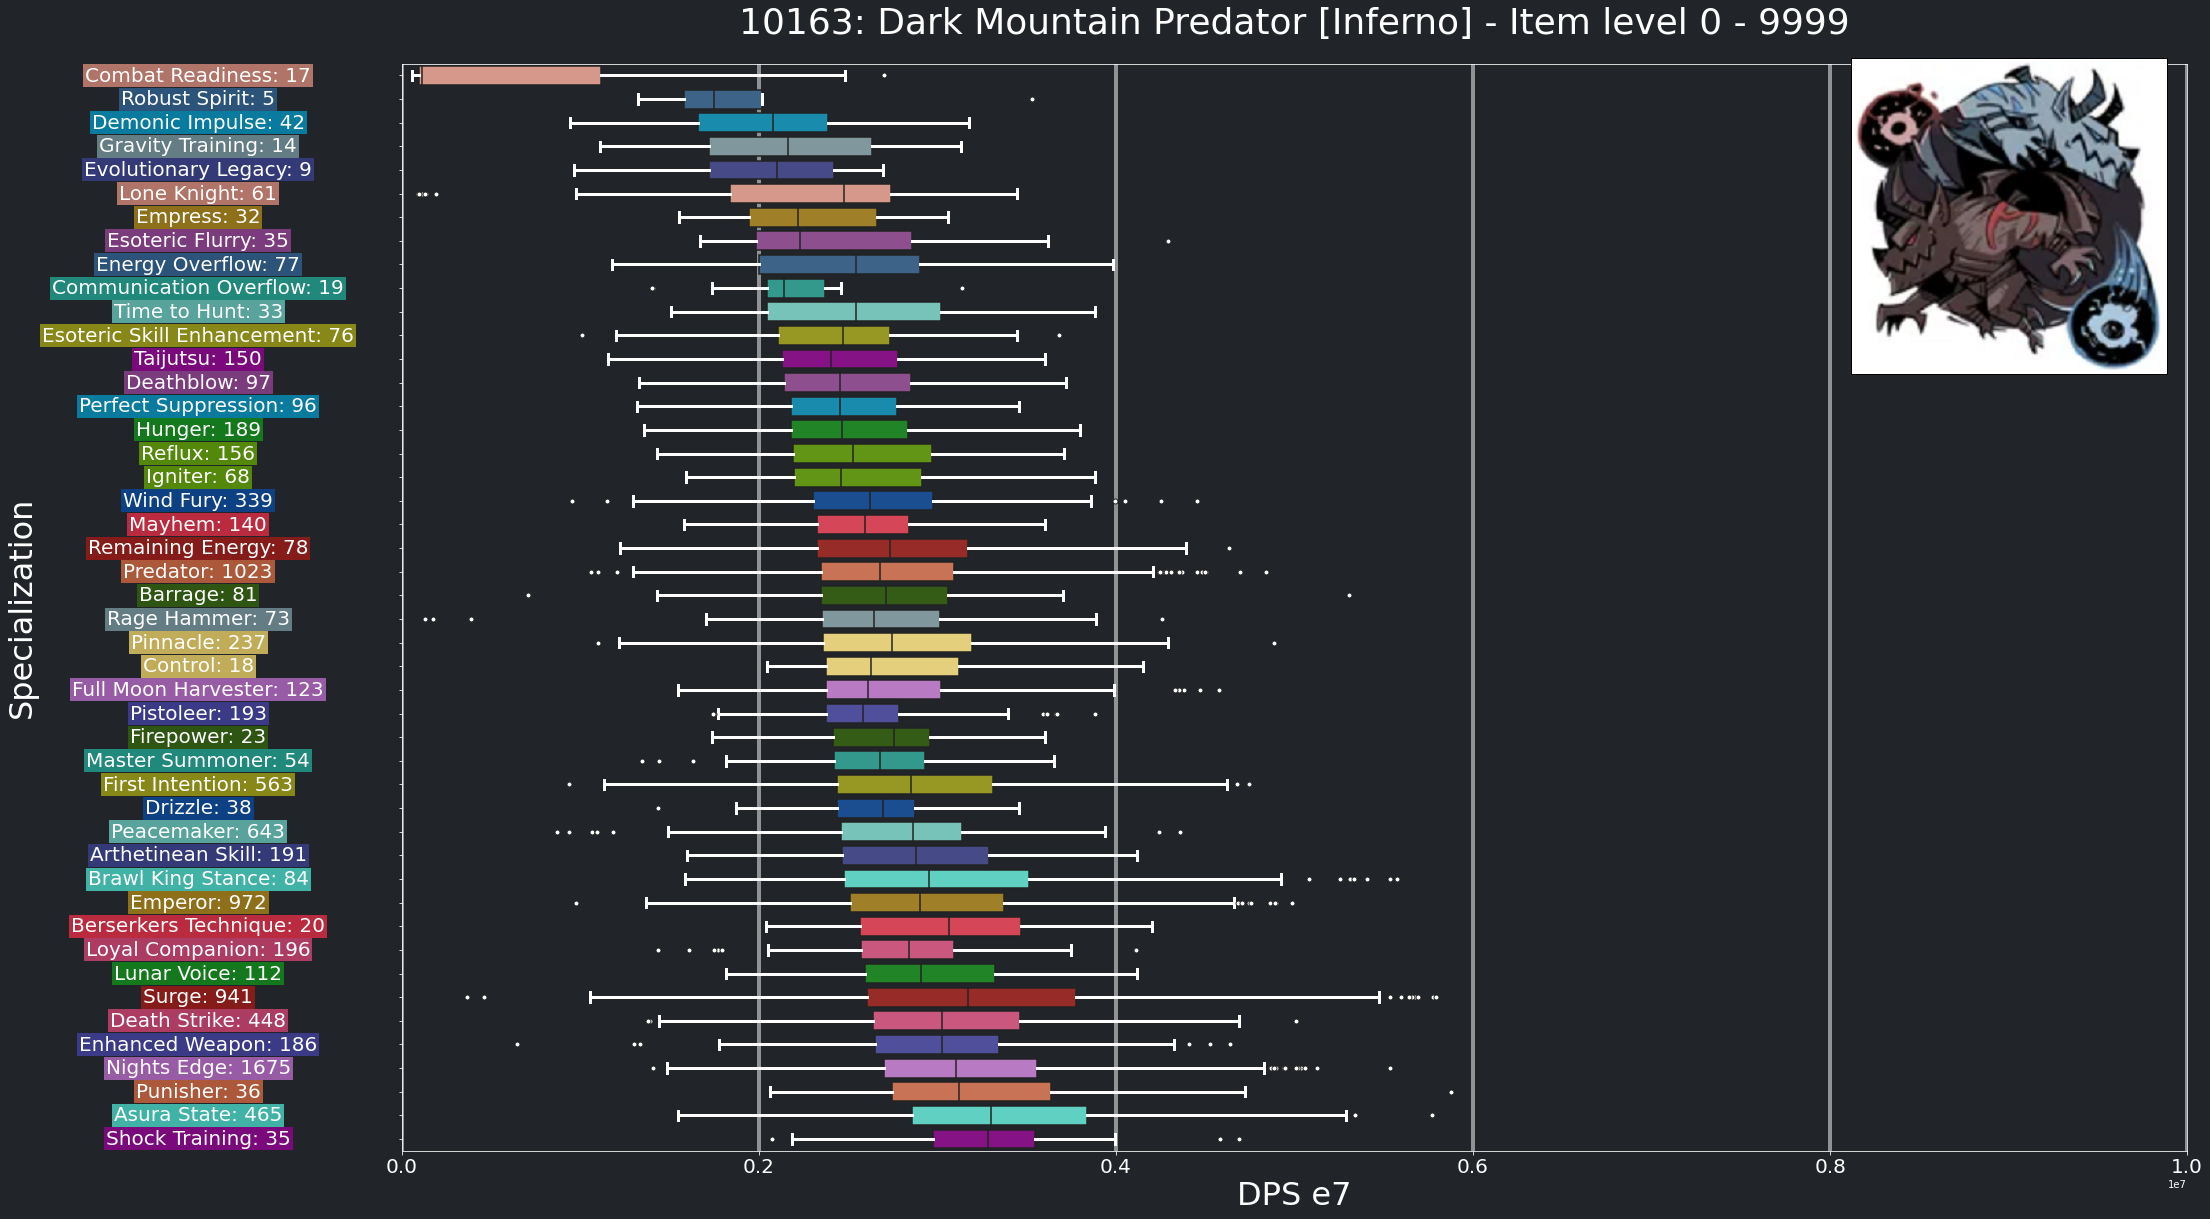 10163: Dark Mountain Predator [Inferno] - Item level 0 - 9999
Combat Readiness: 17
Robust Spirit: 5
Demonic Impulse: 42
Gravity Training: 14
Evolutionary Legacy: 9
Lone Knight: 61
Empress: 32
Esoteric Flurry: 35
Energy Overflow: 77
Communication Overflow: 19
Time to Hunt: 33
Esoteric Skill Enhancement: 76
Taijutsu: 150
Deathblow: 97
Perfect Suppression: 96
Hunger: 189
Reflux: 156
Igniter: 68
Wind Fury: 339
Mayhem: 140
Remaining Energy: 78
Predator: 1023
Barrage: 81
Rage Hammer: 73
Pinnacle: 237
Control: 18
Full Moon Harvester: 123
Pistoleer: 193
Firepower: 23
Master Summoner: 54
First Intention: 563
Drizzle: 38
Peacemaker: 643
Arthetinean Skill: 191
Brawl King Stance: 84
Emperor: 972
Berserkers Technique: 20
Loyal Companion: 196
Lunar Voice: 112
Surge: 941
Death Strike: 448
Enhanced Weapon: 186
Nights Edge: 1675
Punisher: 36
Asura State: 465
Shock Training: 35
Specialization
0.0 0.2 0.4 0.6 0.8 1.0
1e7
DPS e7